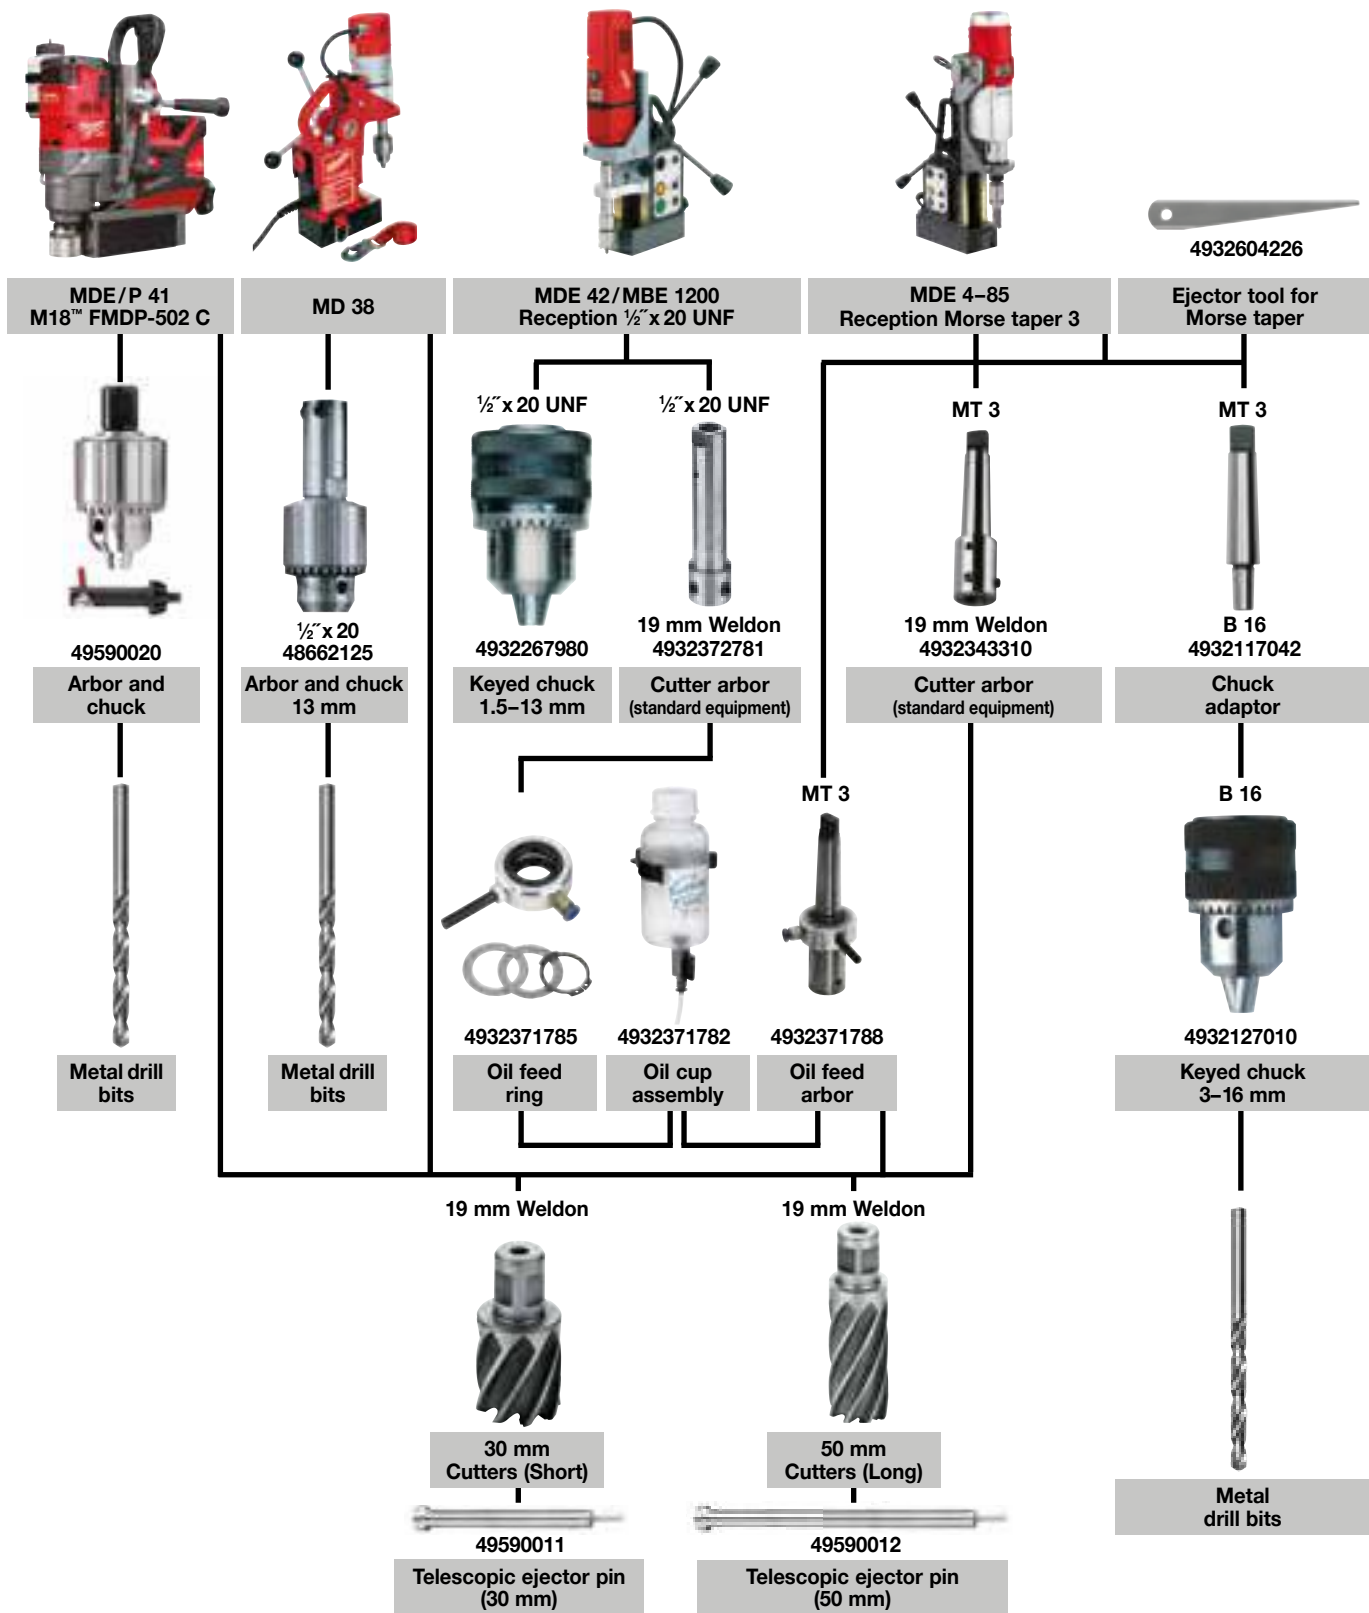 4932604226
MDE/P 41
M18™ FMDP-502 C
MD 38
MDE 42/MBE 1200
Reception ½˝x 20 UNF
MDE 4–85
Reception Morse taper 3
Ejector tool for
Morse taper
½˝x 20 UNF
½˝x 20 UNF
MT 3
MT 3
49590020
Arbor and
chuck
½˝x 20
48662125
Arbor and chuck
13 mm
4932267980
Keyed chuck
1.5–13 mm
19 mm Weldon
4932372781
Cutter arbor
(standard equipment)
19 mm Weldon
4932343310
Cutter arbor
(standard equipment)
B 16
4932117042
Chuck
adaptor
MT 3
B 16
Metal drill
bits
Metal drill
bits
4932371785
Oil feed
ring
4932371782
Oil cup
assembly
4932371788
Oil feed
arbor
4932127010
Keyed chuck
3–16 mm
19 mm Weldon
19 mm Weldon
30 mm
Cutters (Short)
50 mm
Cutters (Long)
Metal
drill bits
49590011
Telescopic ejector pin
(30 mm)
49590012
Telescopic ejector pin
(50 mm)